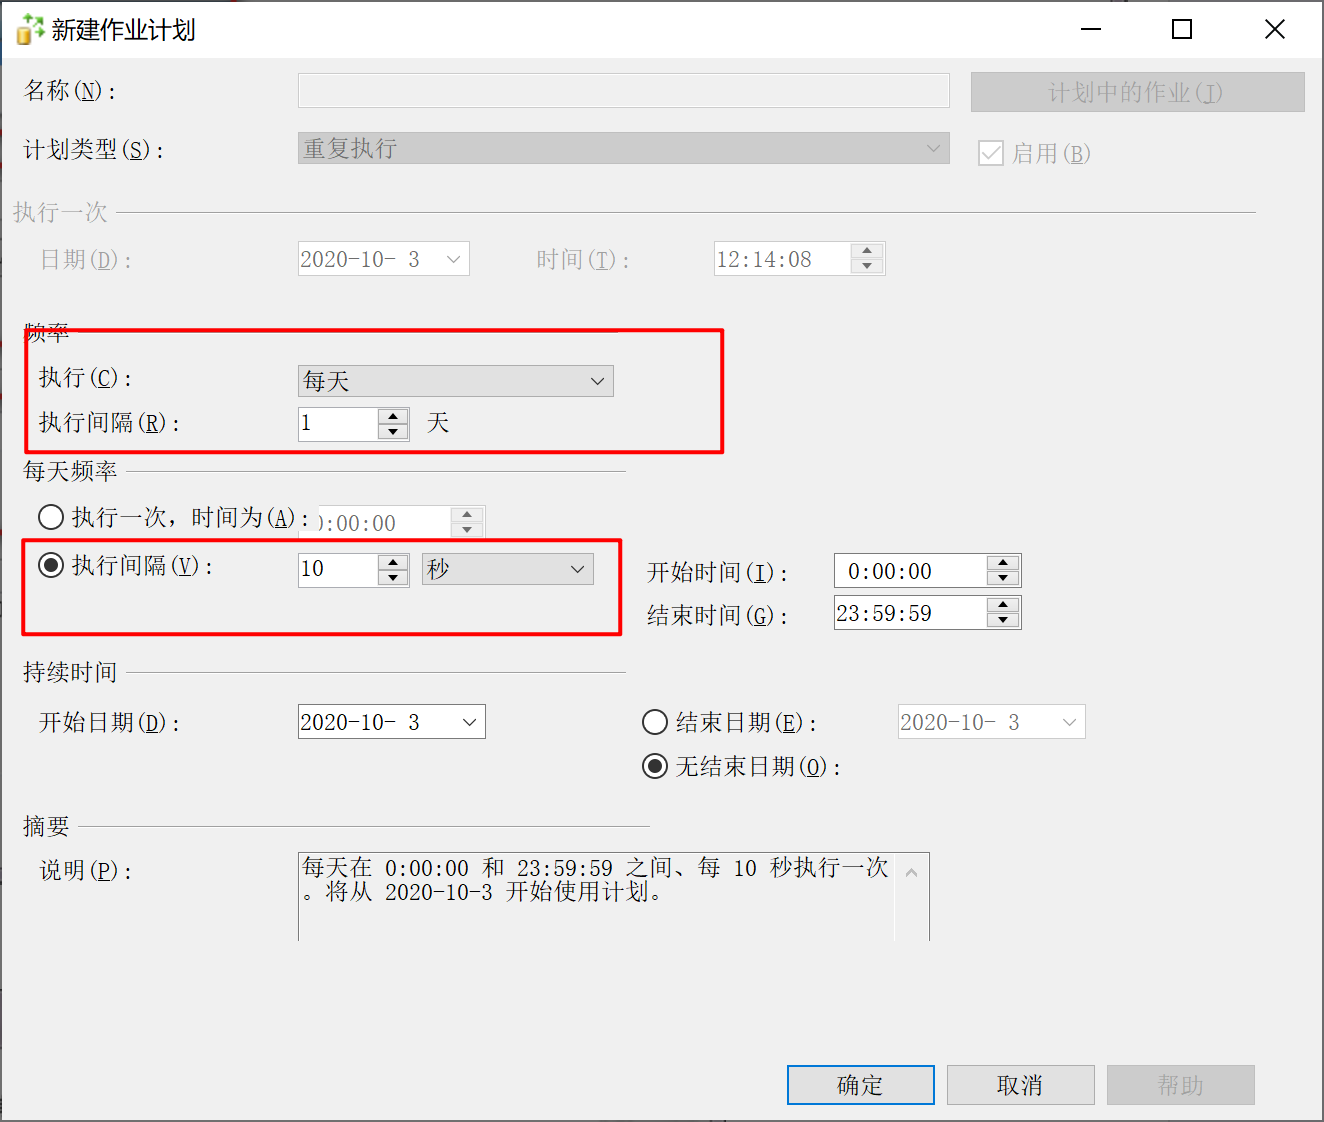 新建作业计划
名称(N):
计划中的作业(J)
计划类型(S):
重复执行
启用(B)
执行一次
日期(D):
2020-10- 3
时间(T):
12:14:08
频率
执行(C):
每天
执行间隔(R):
1
天
每天频率
执行一次，时间为(A):
0:00:00
执行间隔(V):
10
秒
开始时间(I):
0:00:00
结束时间(G):
23:59:59
持续时间
开始日期(D):
2020-10- 3
结束日期(E):
2020-10- 3
无结束日期(O):
摘要
说明(P):
每天在 0:00:00 和 23:59:59 之间、每 10 秒执行一次
。将从 2020-10-3 开始使用计划。
确定
取消
帮助